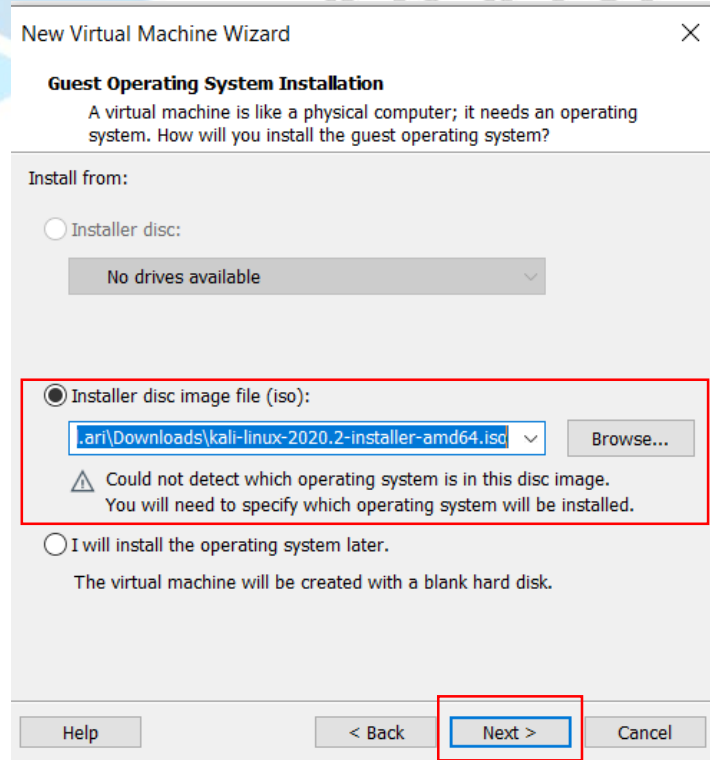 New Virtual Machine Wizard
Guest Operating System Installation
A virtual machine is like a physical computer; it needs an operating
system. How will you install the guest operating system?
Install from:
Installer disc:
No drives available
Installer disc image file (iso):
.ari\Downloads\kali-linux-2020.2-installer-amd64.iso
Browse...
Could not detect which operating system is in this disc image.
You will need to specify which operating system will be installed.
I will install the operating system later.
The virtual machine will be created with a blank hard disk.
Help
< Back
Next >
Cancel